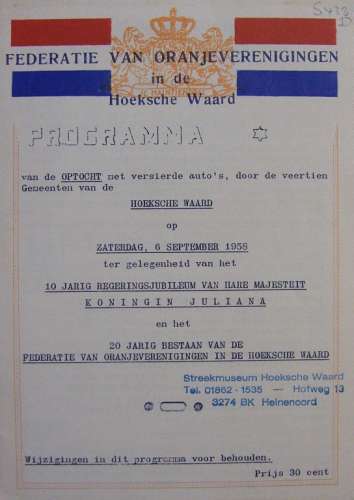 S433
D
FEDERATIE VAN ORANJEVERENIGINGEN
in de
Hoeksche Waard
PROGRAMMA
van de OPTOCHT met versierde auto's, door de veertien
Gemeenten van de
HOEKSCHE WAARD
op
ZATERDAG, 6 SEPTEMBER 1958
ter gelegenheid van het
10 JARIG REGERINGSJUBILEUM VAN HARE MAJESTEIT
KONINGIN JULIANA
en het
20 JARIG BESTAAN VAN DE
FEDERATIE VAN ORANJEVERENIGINGEN IN DE HOEKSCHE WAARD
Streekmuseum Hoeksche Waard
Tel. 01862 - 1535 — Hofweg 13
3274 BK Heinenoord
Wijzigingen in dit programma voor behouden.
Prijs 30 cent